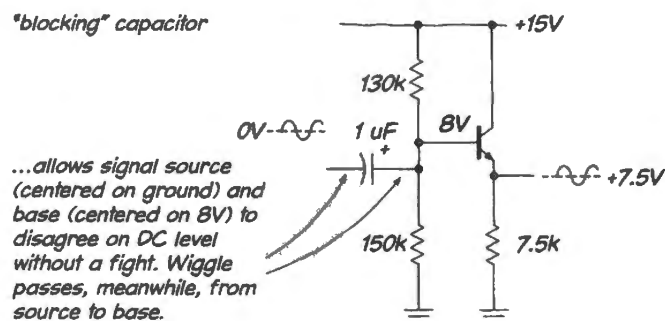 "blocking" capacitor
+15V
130k
0V
1 uF
+
8V
+7.5V
...allows signal source
(centered on ground) and
base (centered on 8V) to
disagree on DC level
without a fight. Wiggle
passes, meanwhile, from
source to base.
150k
7.5k